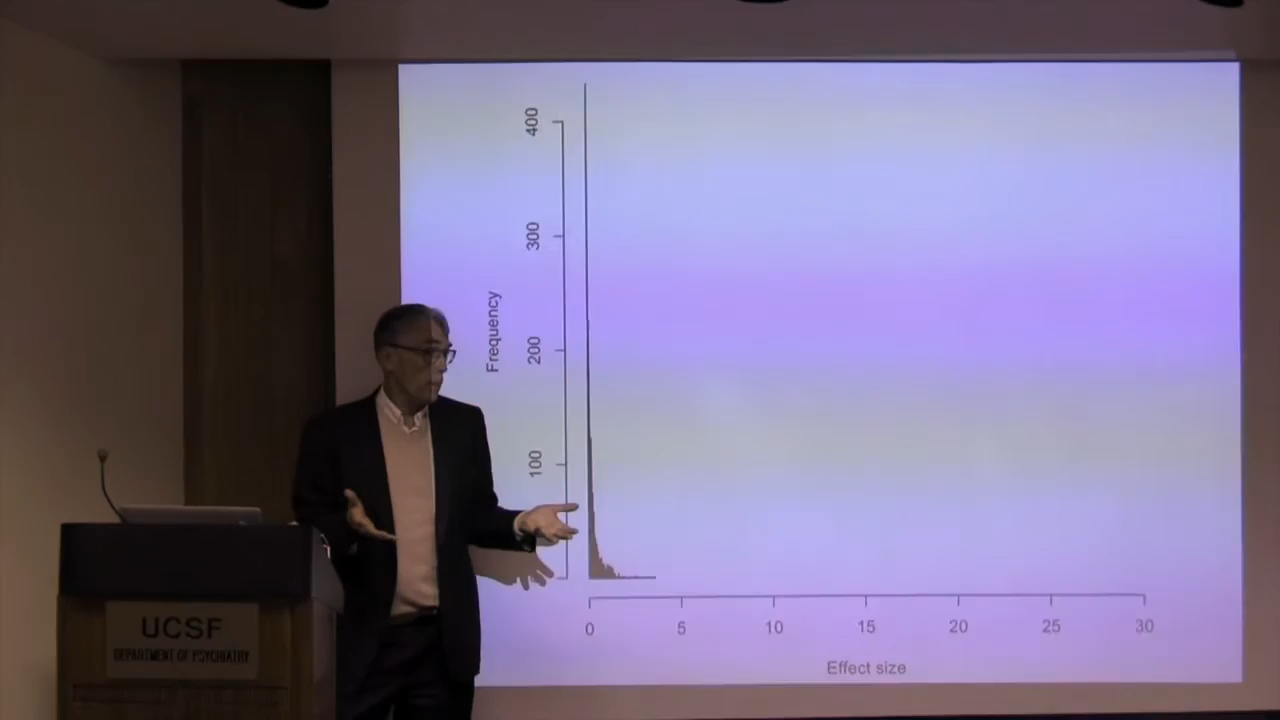 400
300
200
100
Frequency
0 5 10 15 20 25 30
Effect size
UCSF
DEPARTMENT OF PSYCHIATRY